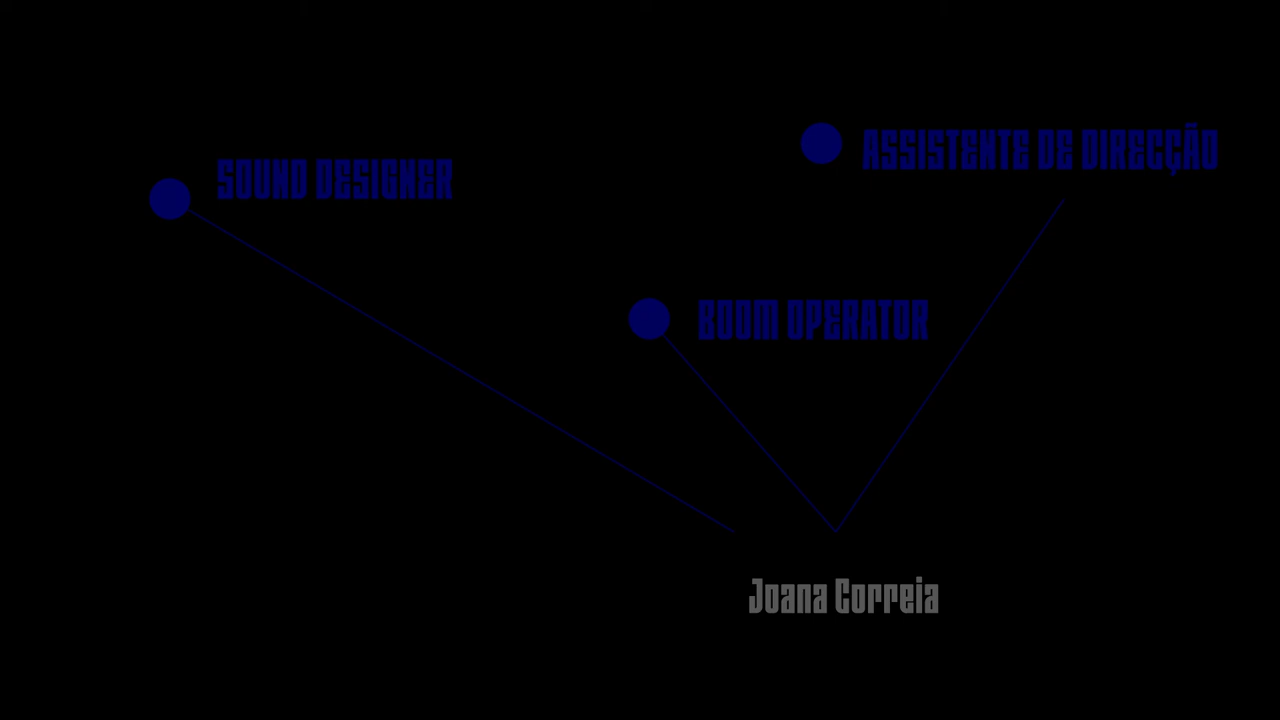 ASSISTENTE DE DIRECÇÃO
SOUND DESIGNER
BOOM OPERATOR
Joana Correia